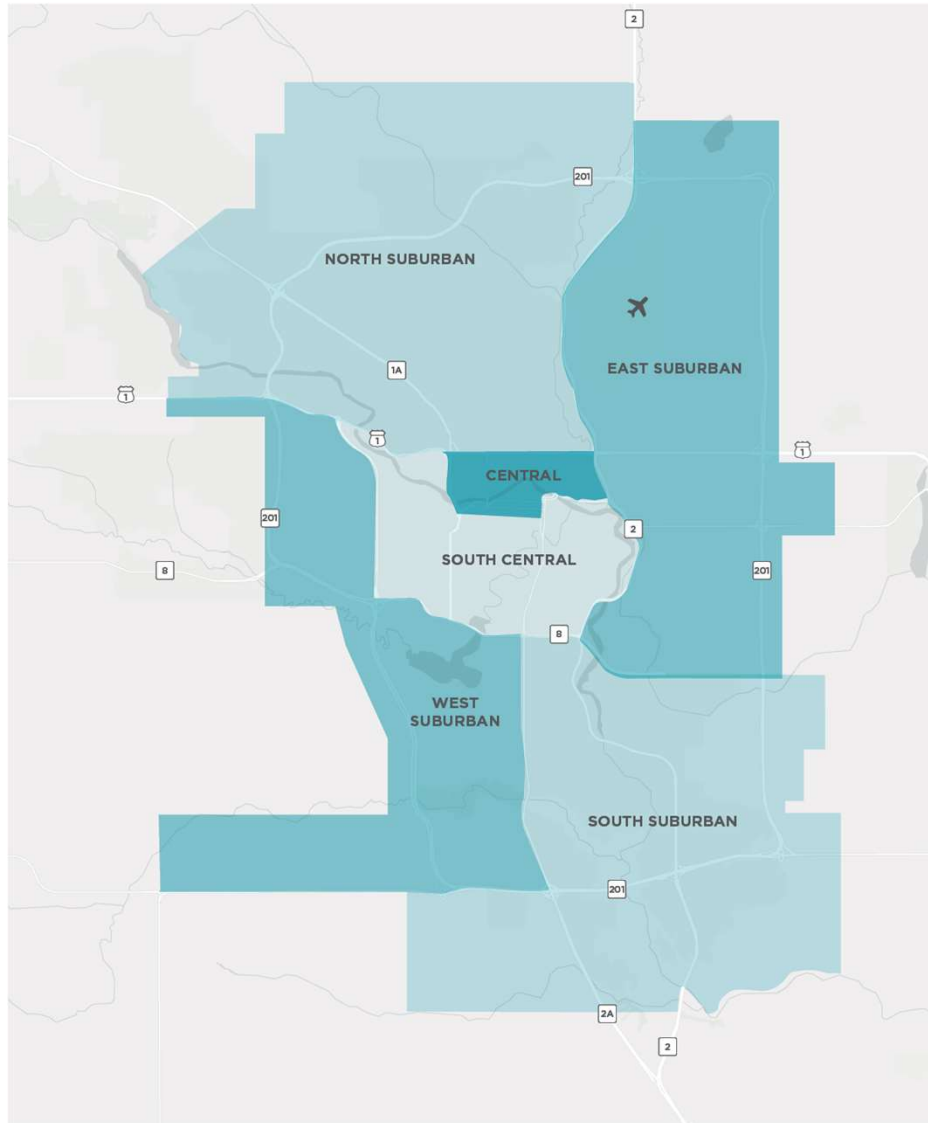 2
201
NORTH SUBURBAN
EAST SUBURBAN
1A
1
1
1
CENTRAL
201
2
SOUTH CENTRAL
8
201
8
WEST
SUBURBAN
SOUTH SUBURBAN
201
2A
2